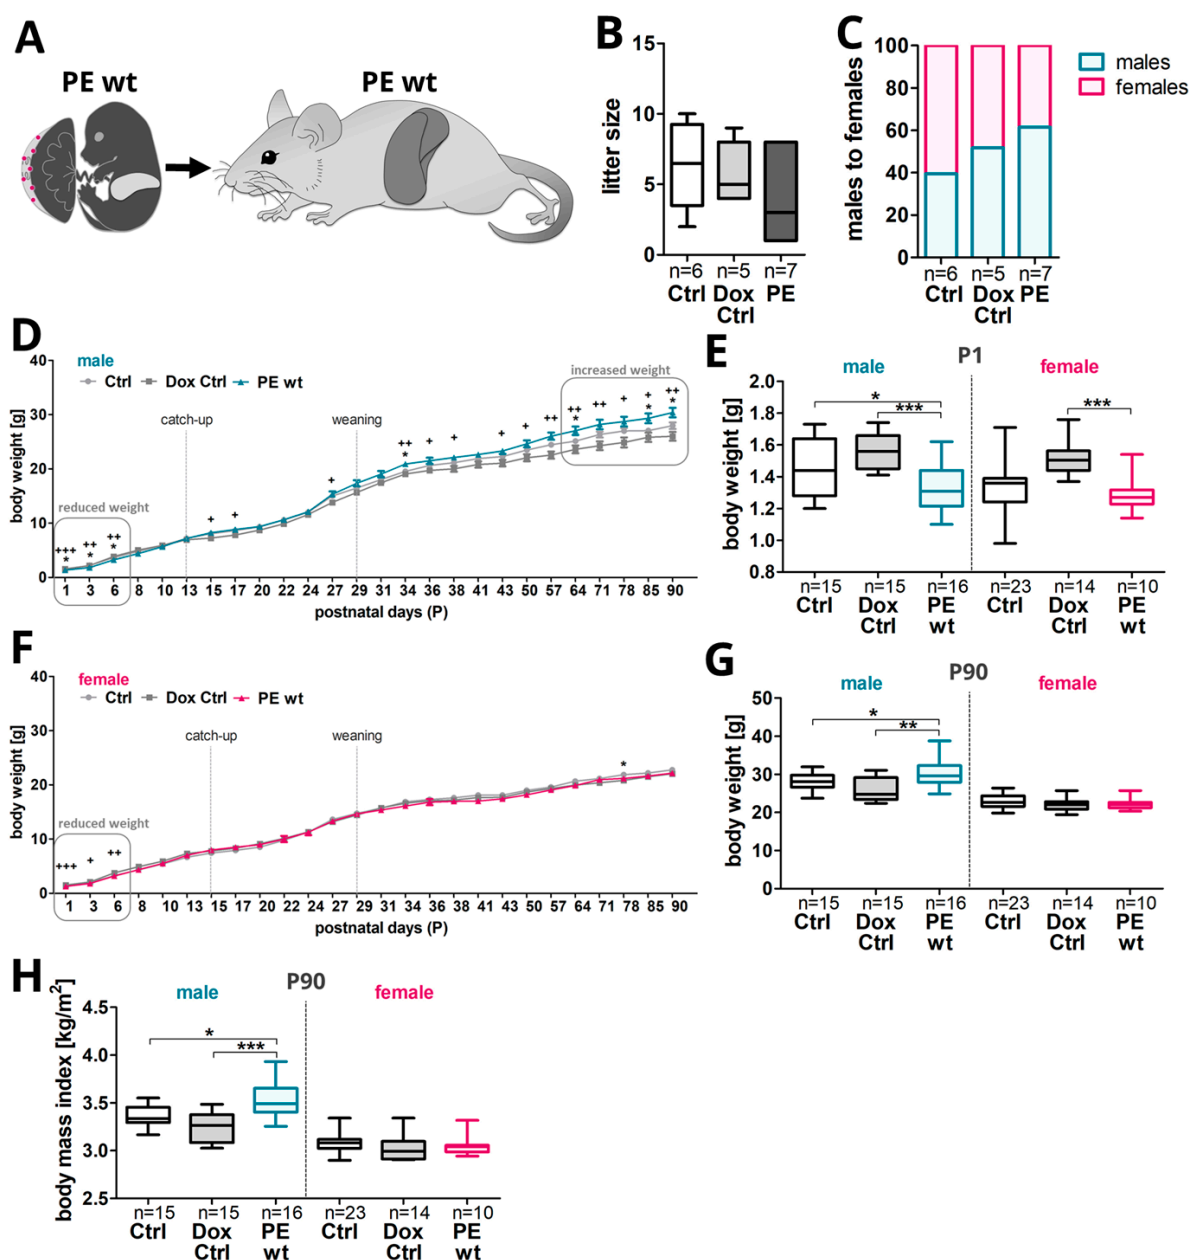 A
PE wt
PE wt
B
litter size
15
10
5
0
n=6
n=5
n=7
Ctrl
Dox
Ctrl
PE
C
males to females
100
80
60
40
20
0
n=6
n=5
n=7
Ctrl
Dox
Ctrl
PE
males
females
D
male
Ctrl Dox Ctrl PE wt
body weight [g]
40
30
20
10
0
reduced weight
catch-up
weaning
increased weight
+++ ++ ++ + + + ++ + + + + ++ ++ ++ + + ++
* * * * * * *
1 3 6 8 10 13 15 17 20 22 24 27 29 31 34 36 38 41 43 50 57 64 71 78 85 90
postnatal days (P)
E
P1
male
female
body weight [g]
2.0
1.8
1.6
1.4
1.2
1.0
0.8
*
***
***
n=15
n=15
n=16
n=23
n=14
n=10
Ctrl
Dox
Ctrl
PE
wt
Ctrl
Dox
Ctrl
PE
wt
F
female
Ctrl Dox Ctrl PE wt
body weight [g]
40
30
20
10
0
reduced weight
catch-up
weaning
+++ + ++
*
1 3 6 8 10 13 15 17 20 22 24 27 29 31 34 36 38 41 43 50 57 64 71 78 85 90
postnatal days (P)
G
P90
male
female
body weight [g]
50
40
30
20
10
0
*
**
n=15
n=15
n=16
n=23
n=14
n=10
Ctrl
Dox
Ctrl
PE
wt
Ctrl
Dox
Ctrl
PE
wt
H
P90
male
female
body mass index [kg/m²]
4.5
4.0
3.5
3.0
2.5
*
***
n=15
n=15
n=16
n=23
n=14
n=10
Ctrl
Dox
Ctrl
PE
wt
Ctrl
Dox
Ctrl
PE
wt